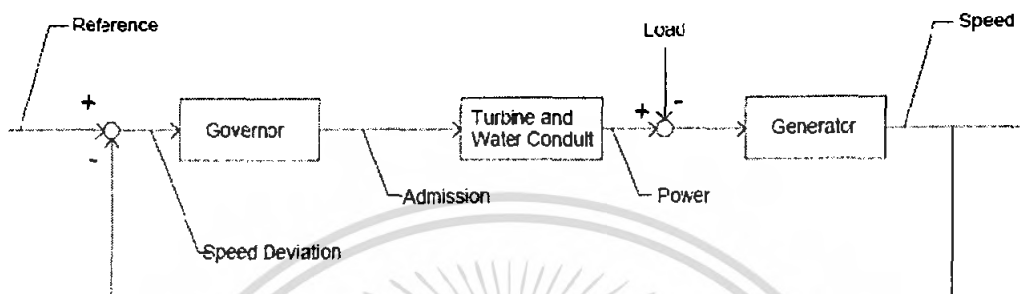 Reference
Load
Speed
+
Governor
Turbine and
Water Conduit
+
-
Generator
-
Admission
Power
Speed Deviation